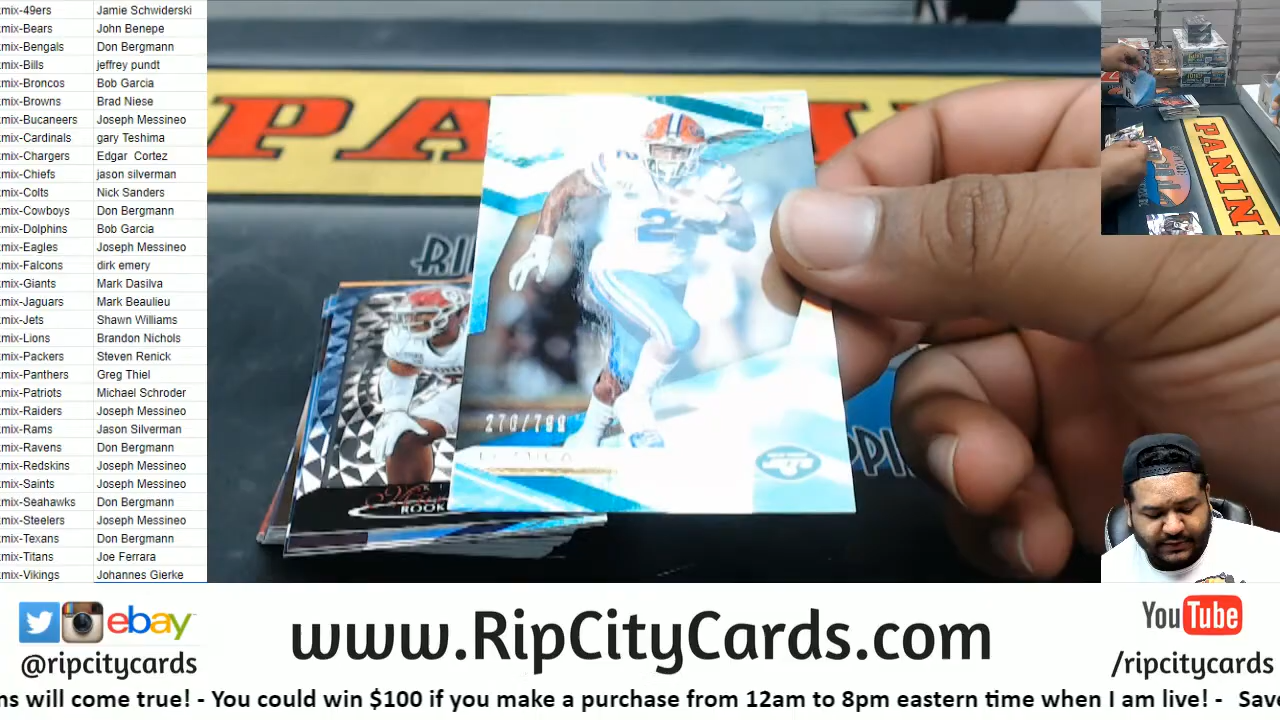 mix-49ers Jamie Schwiderski
mix-Bears John Benepe
mix-Bengals Don Bergmann
mix-Bills jeffrey pundt
mix-Broncos Bob Garcia
mix-Browns Brad Niese
mix-Bucaneers Joseph Messineo
mix-Cardinals gary Teshima
mix-Chargers Edgar Cortez
mix-Chiefs jason silverman
mix-Colts Nick Sanders
mix-Cowboys Don Bergmann
mix-Dolphins Bob Garcia
mix-Eagles Joseph Messineo
mix-Falcons dirk emery
mix-Giants Mark Dasilva
mix-Jaguars Mark Beaulieu
mix-Jets Shawn Williams
mix-Lions Brandon Nichols
mix-Packers Steven Renick
mix-Panthers Greg Thiel
mix-Patriots Michael Schroder
mix-Raiders Joseph Messineo
mix-Rams Jason Silverman
mix-Ravens Don Bergmann
mix-Redskins Joseph Messineo
mix-Saints Joseph Messineo
mix-Seahawks Don Bergmann
mix-Steelers Joseph Messineo
mix-Texans Don Bergmann
mix-Titans Joe Ferrara
mix-Vikings Johannes Gierke
PANINI
PANINI
RI
2
270/799
ROOK
ebay
@ripcitycards
www.RipCityCards.com
YouTube
/ripcitycards
ns will come true! - You could win $100 if you make a purchase from 12am to 8pm eastern time when I am live! - Save